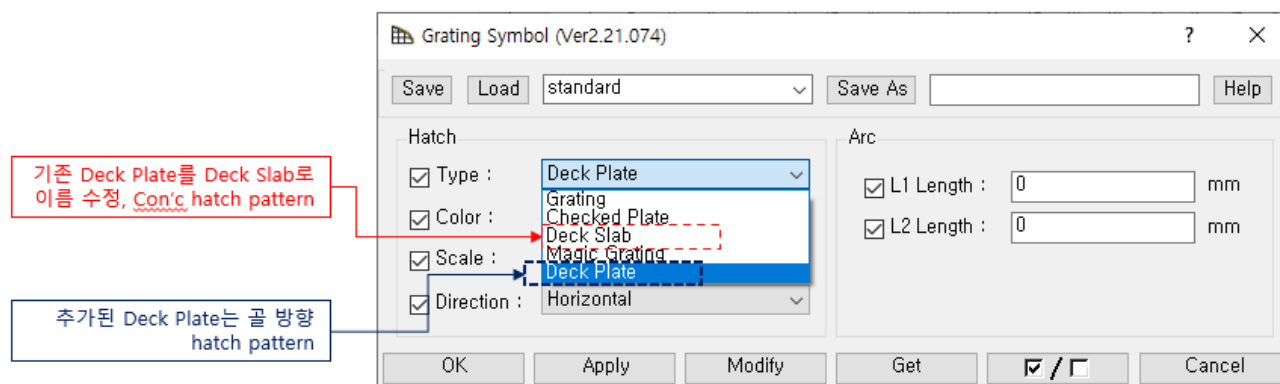 Grating Symbol (Ver2.21.074)
?
Save Load standard Save As Help
Hatch
Arc
기존 Deck Plate를 Deck Slab로
이름 수정, Con'c hatch pattern
Type : Deck Plate
Grating
Checked Plate
Deck Slab
Magic Grating
Deck Plate
Color :
Scale :
Direction : Horizontal
L1 Length : 0 mm
L2 Length : 0 mm
추가된 Deck Plate는 골 방향
hatch pattern
OK Apply Modify Get / Cancel